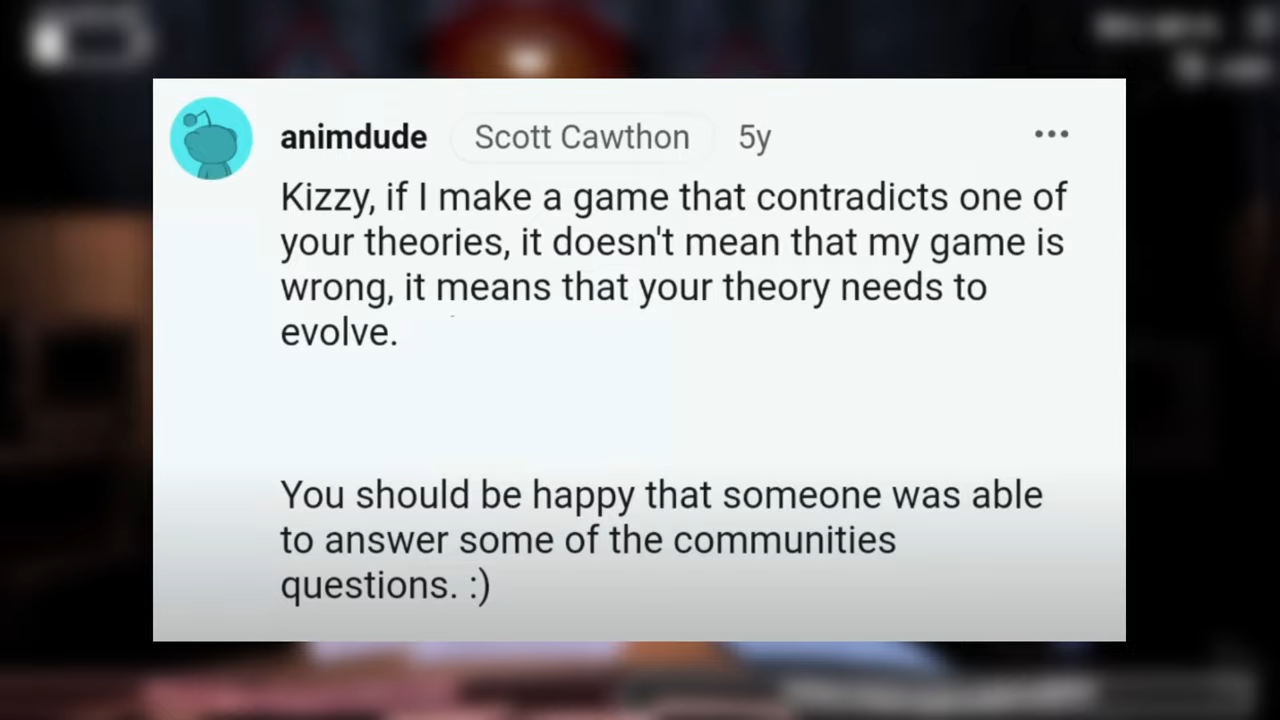 animdude Scott Cawthon 5y
Kizzy, if I make a game that contradicts one of
your theories, it doesn't mean that my game is
wrong, it means that your theory needs to
evolve.
You should be happy that someone was able
to answer some of the communities
questions. :)